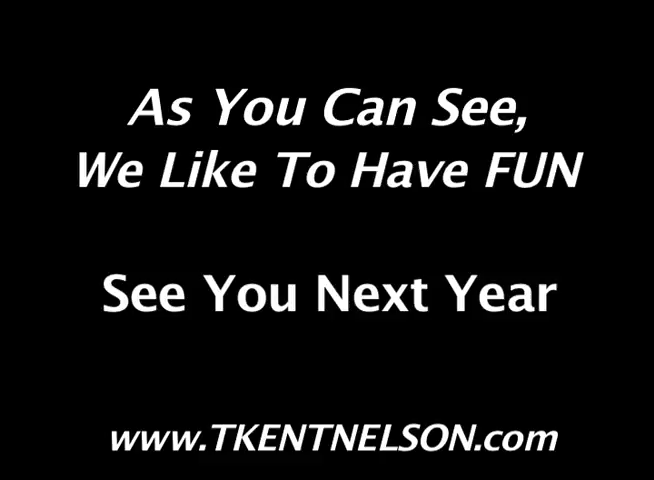 As You Can See,
We Like To Have FUN
See You Next Year
www.TKENTNELSON.com